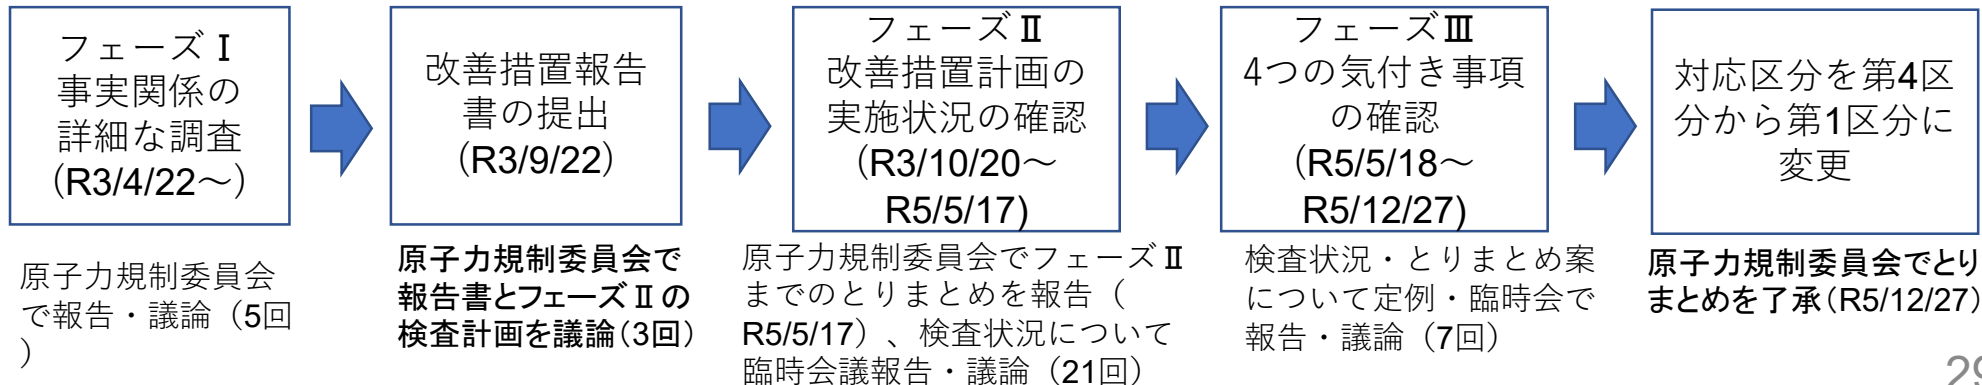 フェーズⅠ
事実関係の
詳細な調査
（R3/4/22～）
改善措置報告
書の提出
（R3/9/22）
フェーズⅡ
改善措置計画の
実施状況の確認
（R3/10/20～
R5/5/17)
フェーズⅢ
4つの気付き事項
の確認
（R5/5/18～
R5/12/27)
対応区分を第4区
分から第1区分に
変更
原子力規制委員会
で報告・議論（5回
）
原子力規制委員会で
報告書とフェーズⅡの
検査計画を議論（3回）
原子力規制委員会でフェーズⅡ
までのとりまとめを報告（
R5/5/17）、検査状況について
臨時会議報告・議論（21回）
検査状況・とりまとめ案
について定例・臨時会で
報告・議論（7回）
原子力規制委員会でとり
まとめを了承（R5/12/27）
29